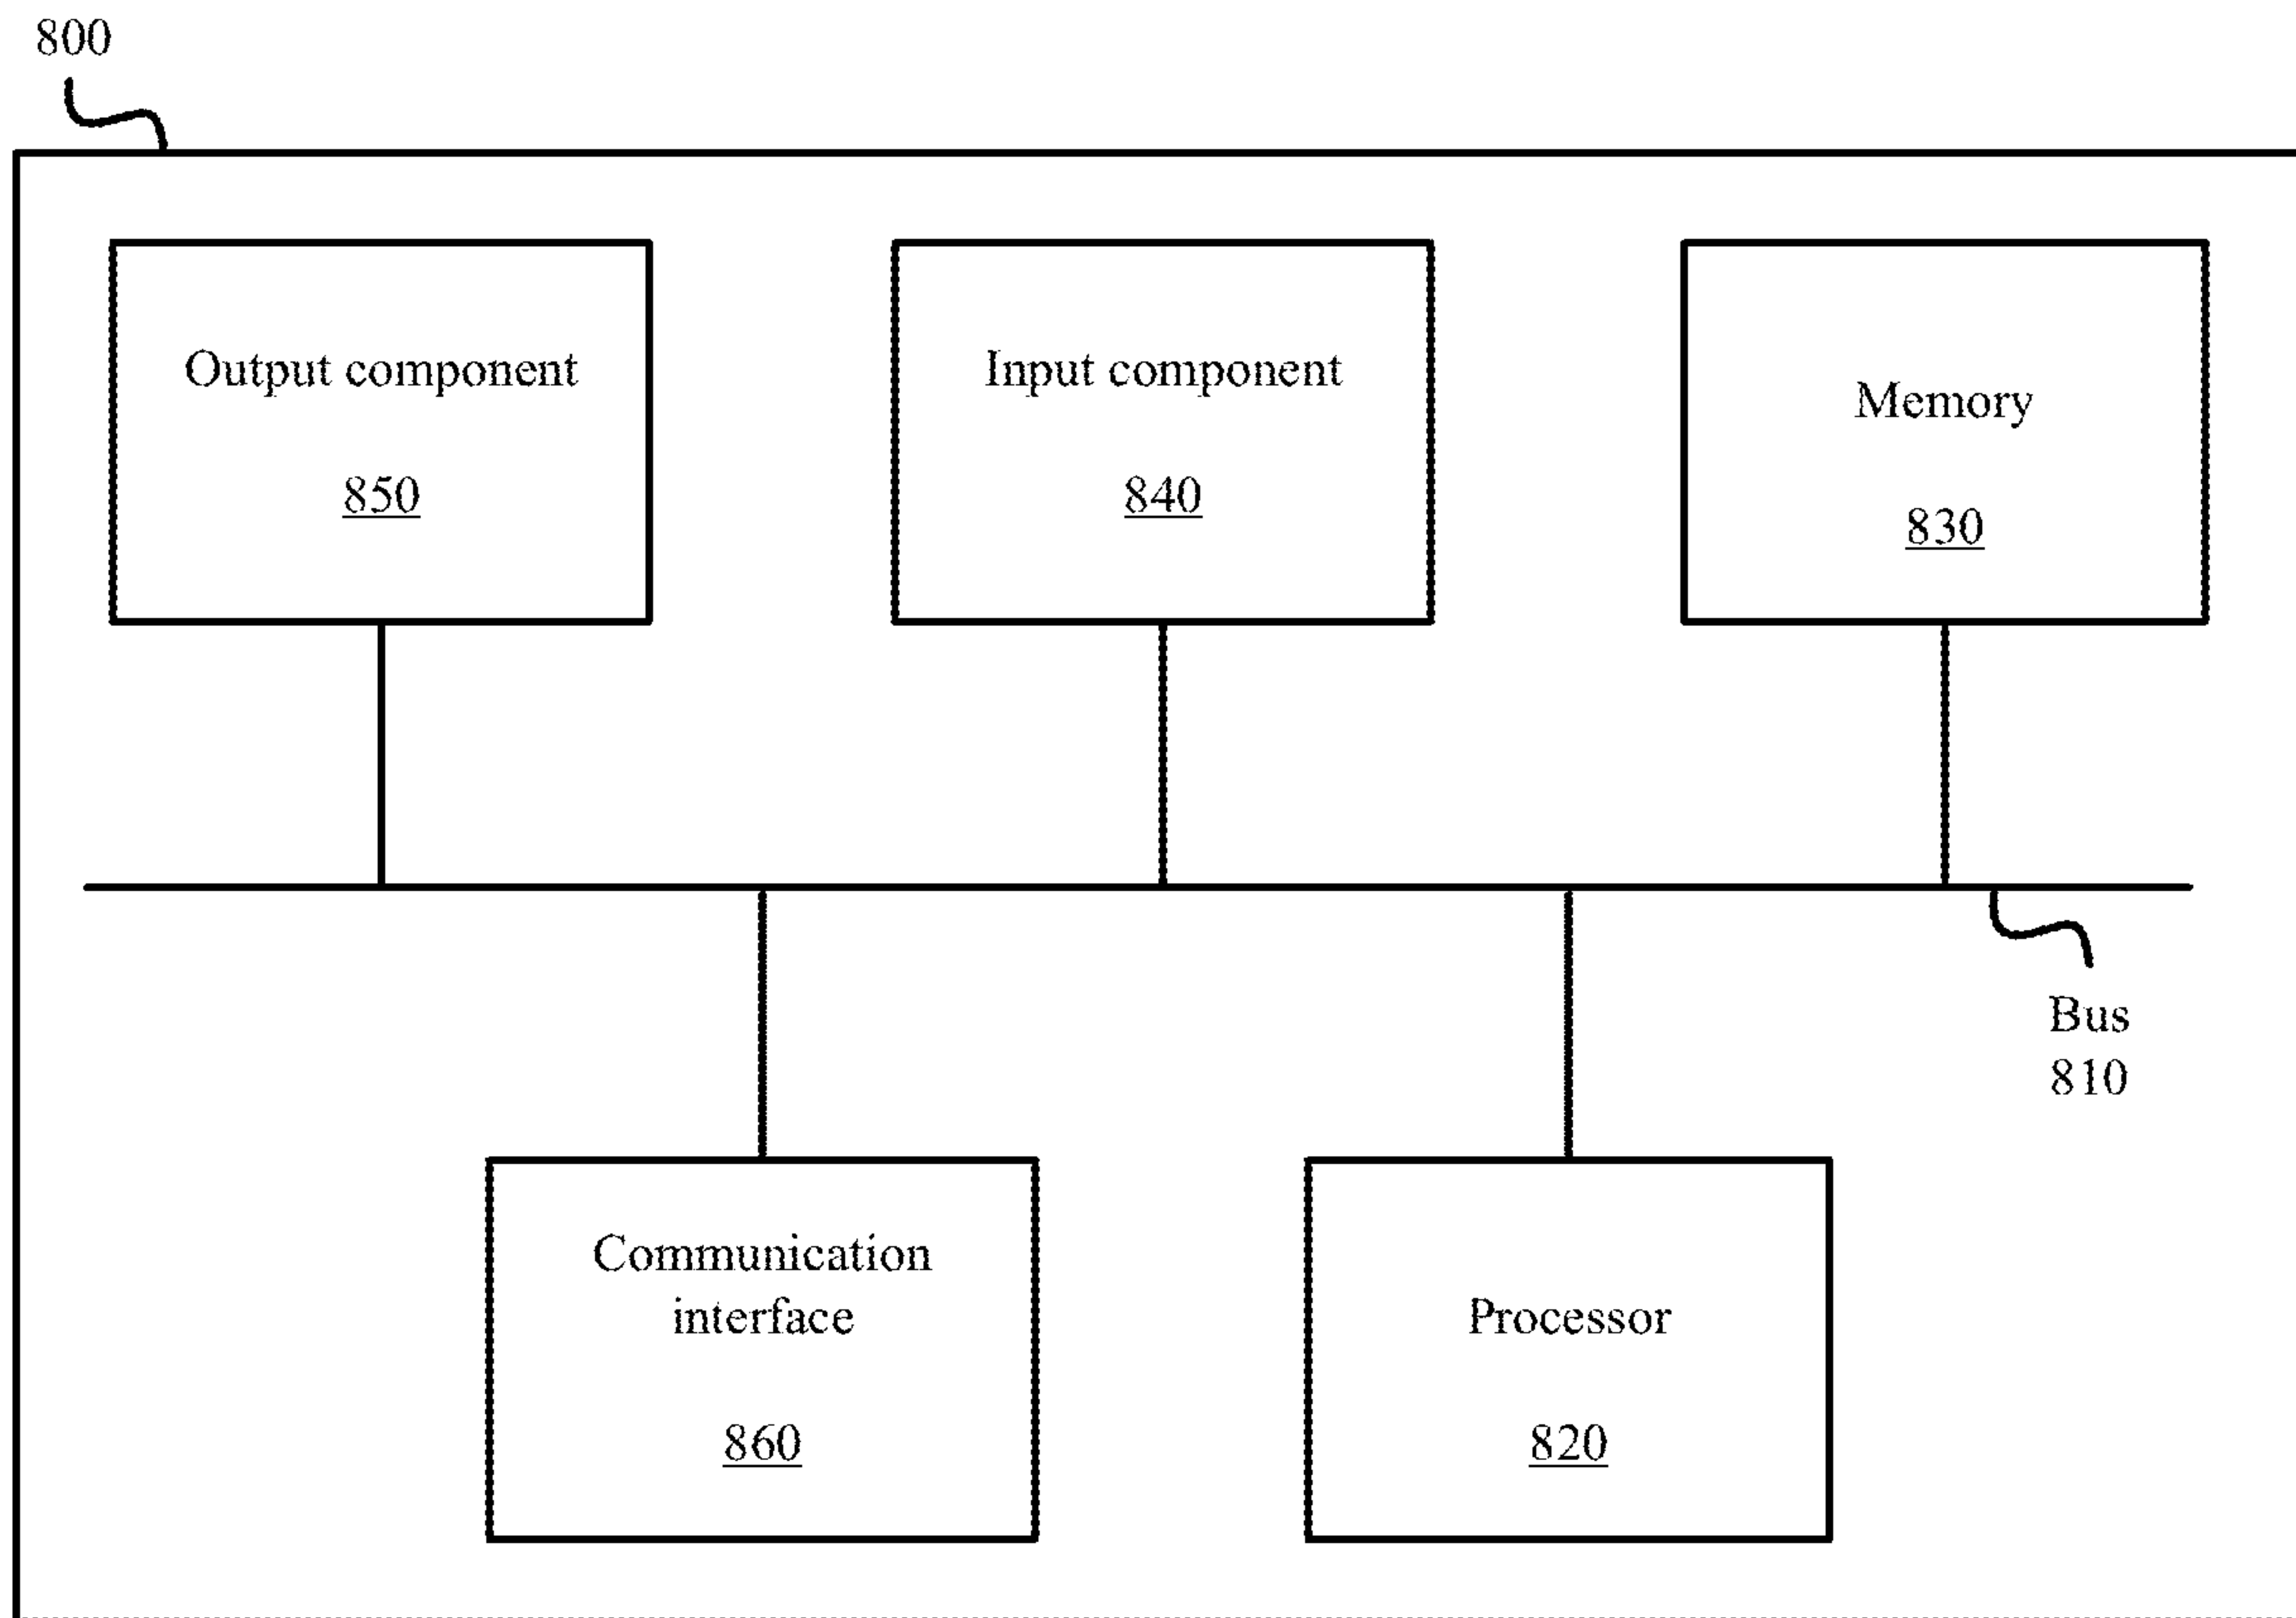 800
Output component
850
Input component
840
Memory
830
Bus
810
Communication
interface
860
Processor
820